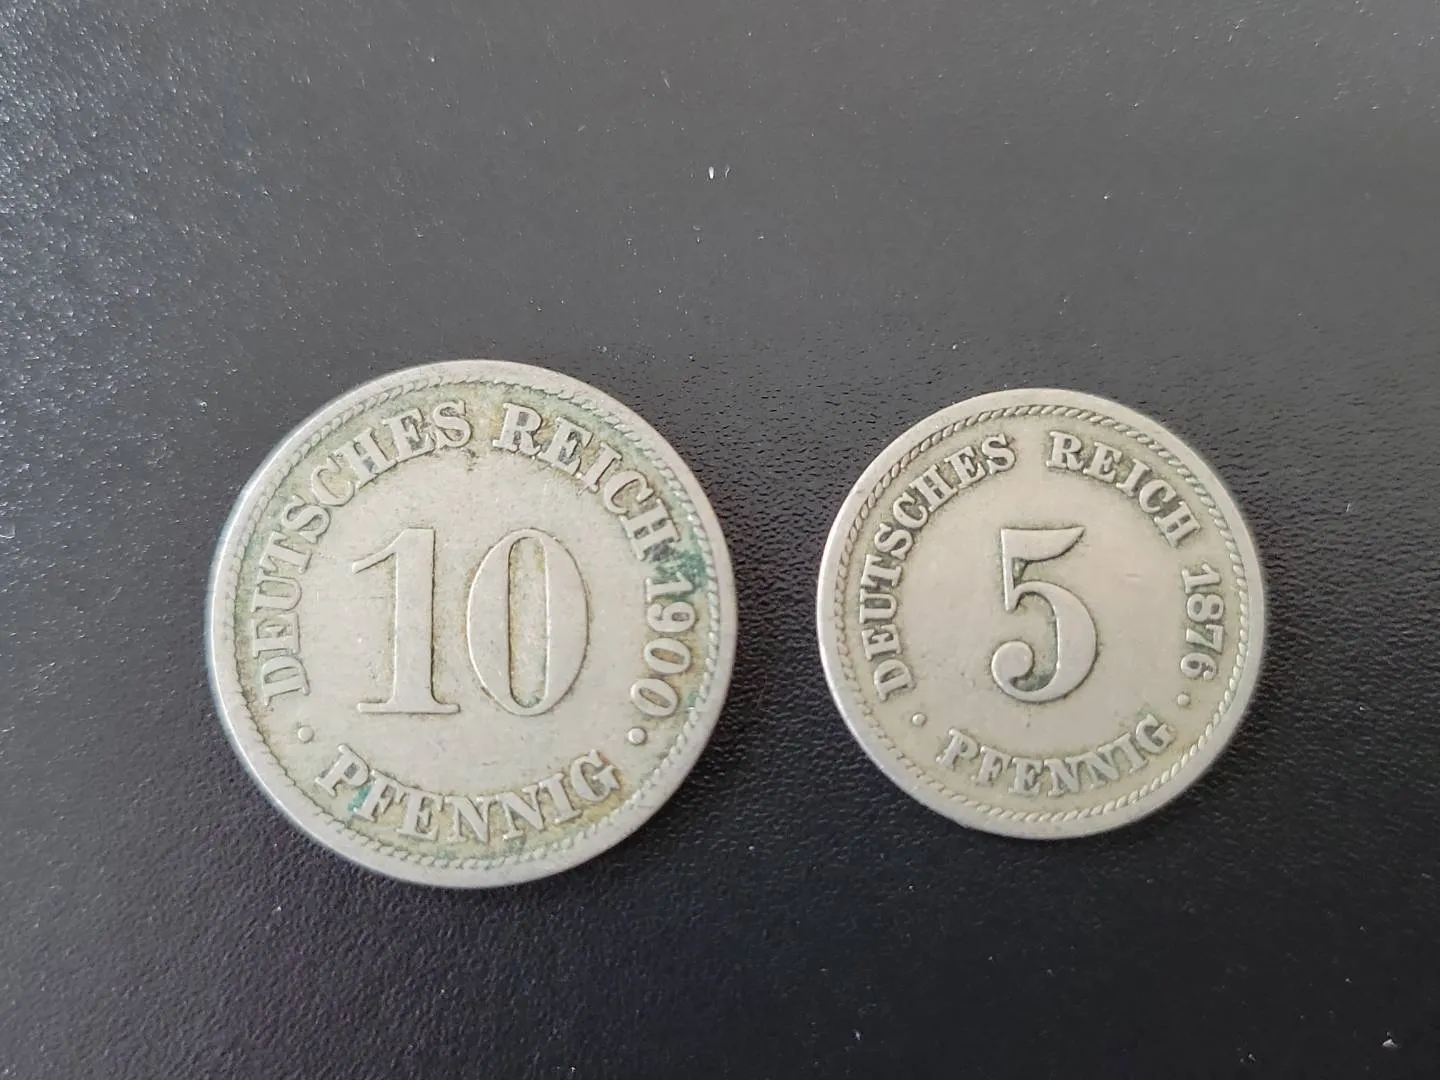 DEUTSCHES REICH 1900
10
· PFENNIG ·
DEUTSCHES REICH 1876
5
· PFENNIG ·